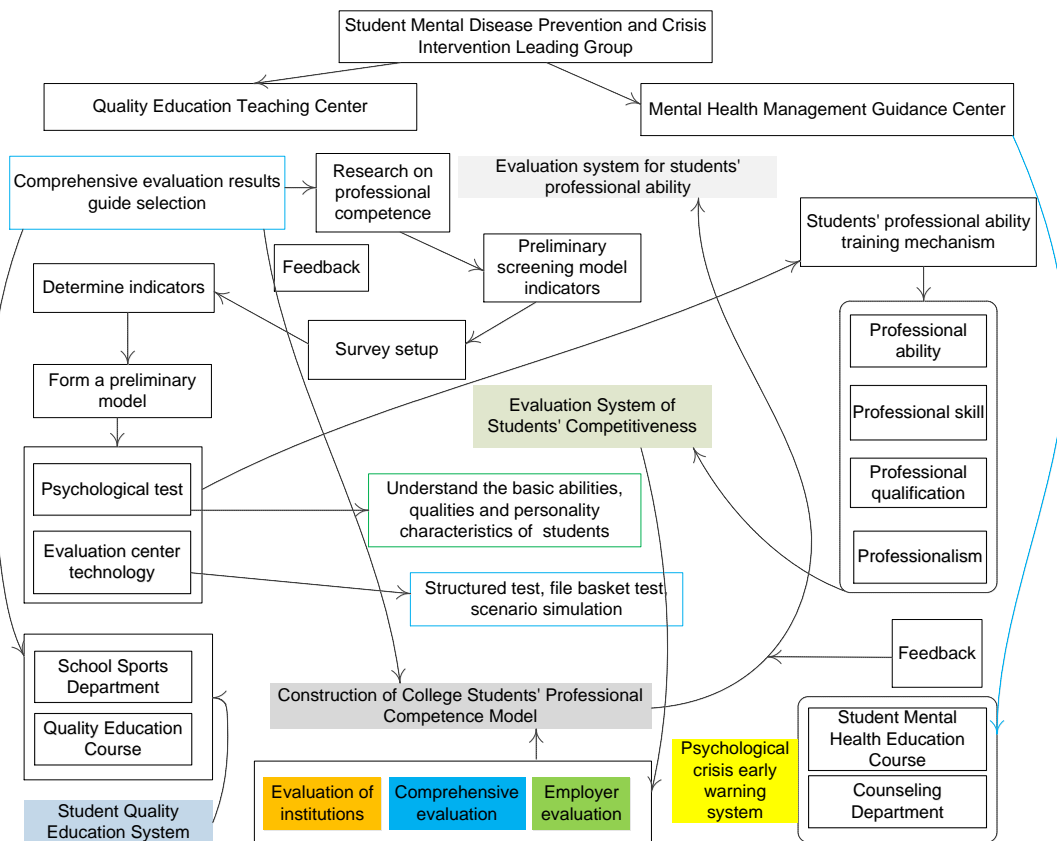 Student Mental Disease Prevention and Crisis
Intervention Leading Group
Quality Education Teaching Center
Mental Health Management Guidance Center
Comprehensive evaluation results
guide selection
Research on
professional
competence
Evaluation system for students'
professional ability
Students' professional ability
training mechanism
Feedback
Preliminary
screening model
indicators
Determine indicators
Survey setup
Professional
ability
Form a preliminary
model
Evaluation System of
Students' Competitiveness
Professional skill
Psychological test
Understand the basic abilities,
qualities and personality
characteristics of students
Professional
qualification
Evaluation center
technology
Structured test, file basket test,
scenario simulation
Professionalism
School Sports
Department
Quality Education
Course
Construction of College Students' Professional
Competence Model
Feedback
Student Mental
Health Education
Course
Counseling
Department
Psychological
crisis early
warning
system
Evaluation of
institutions
Comprehensive
evaluation
Employer
evaluation
Student Quality
Education System